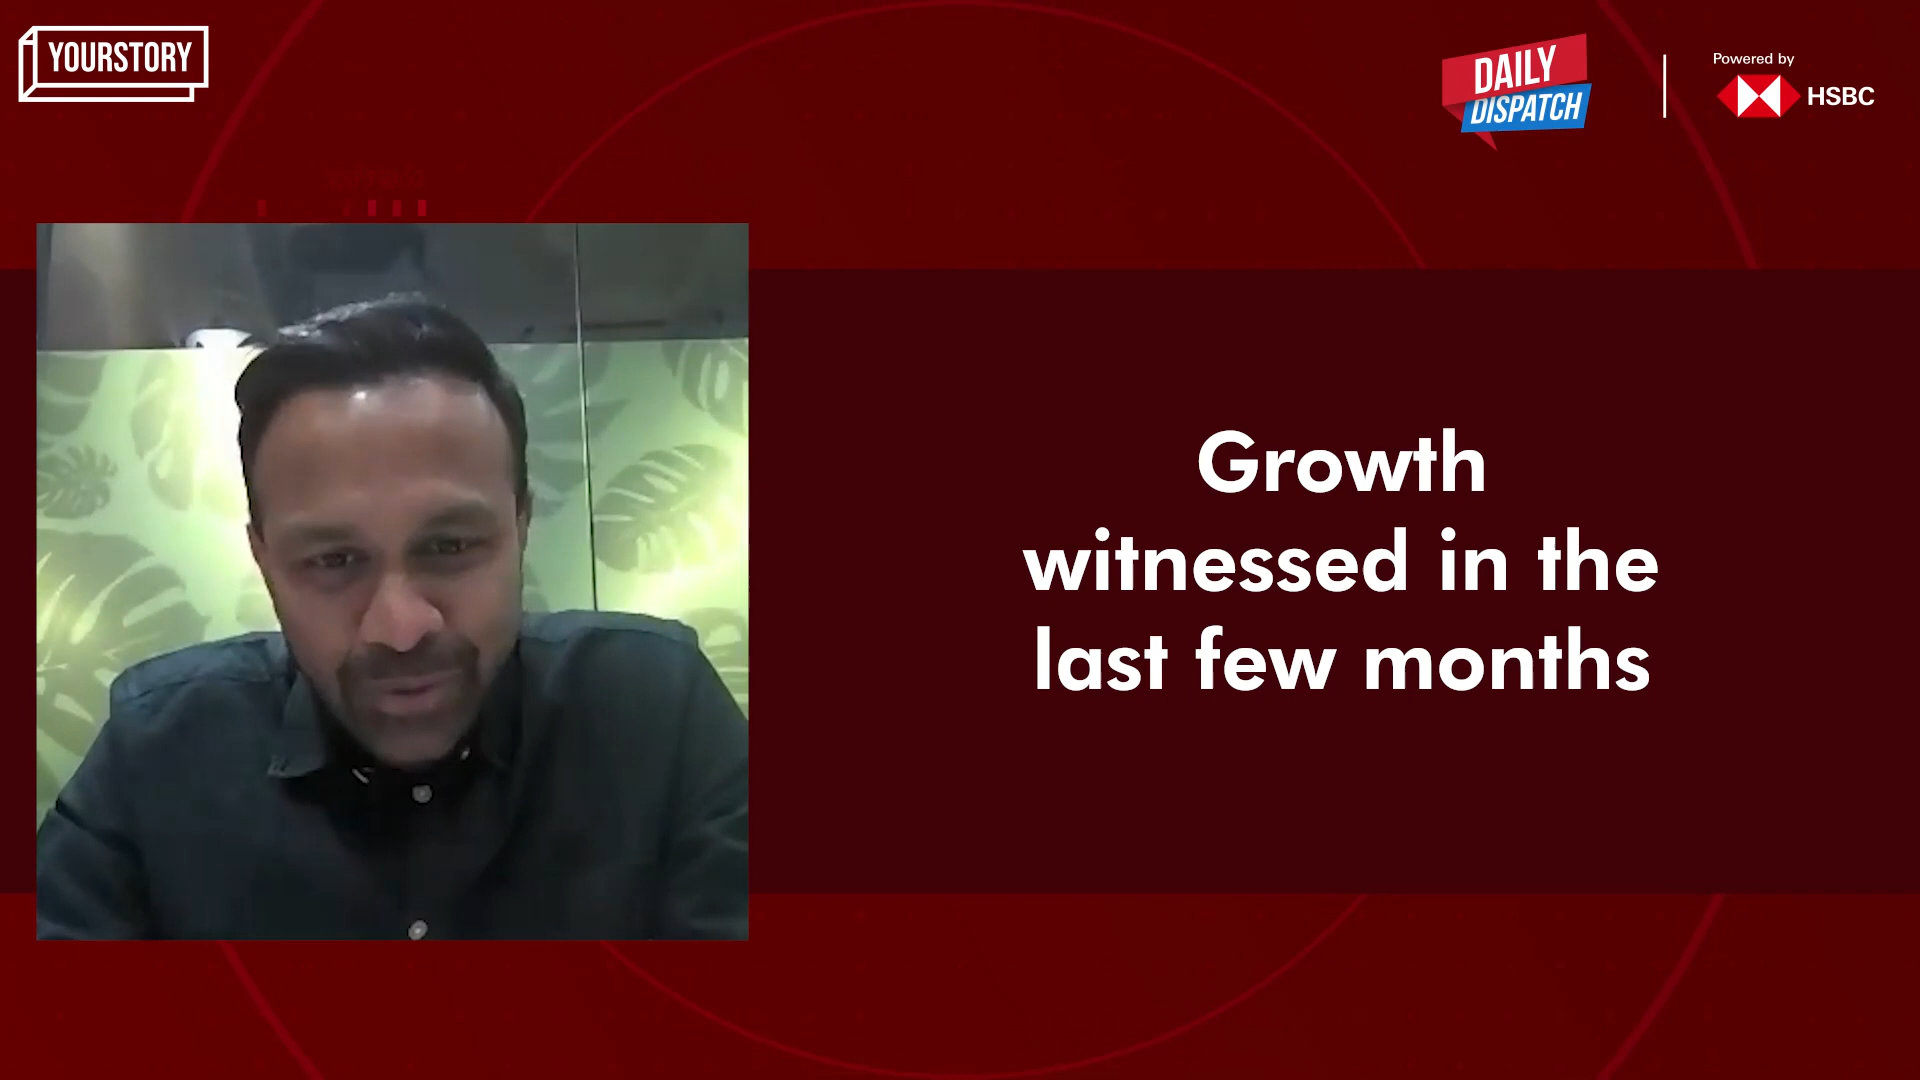 YOURSTORY
DAILY
DISPATCH
Powered by
HSBC
Growth
witnessed in the
last few months